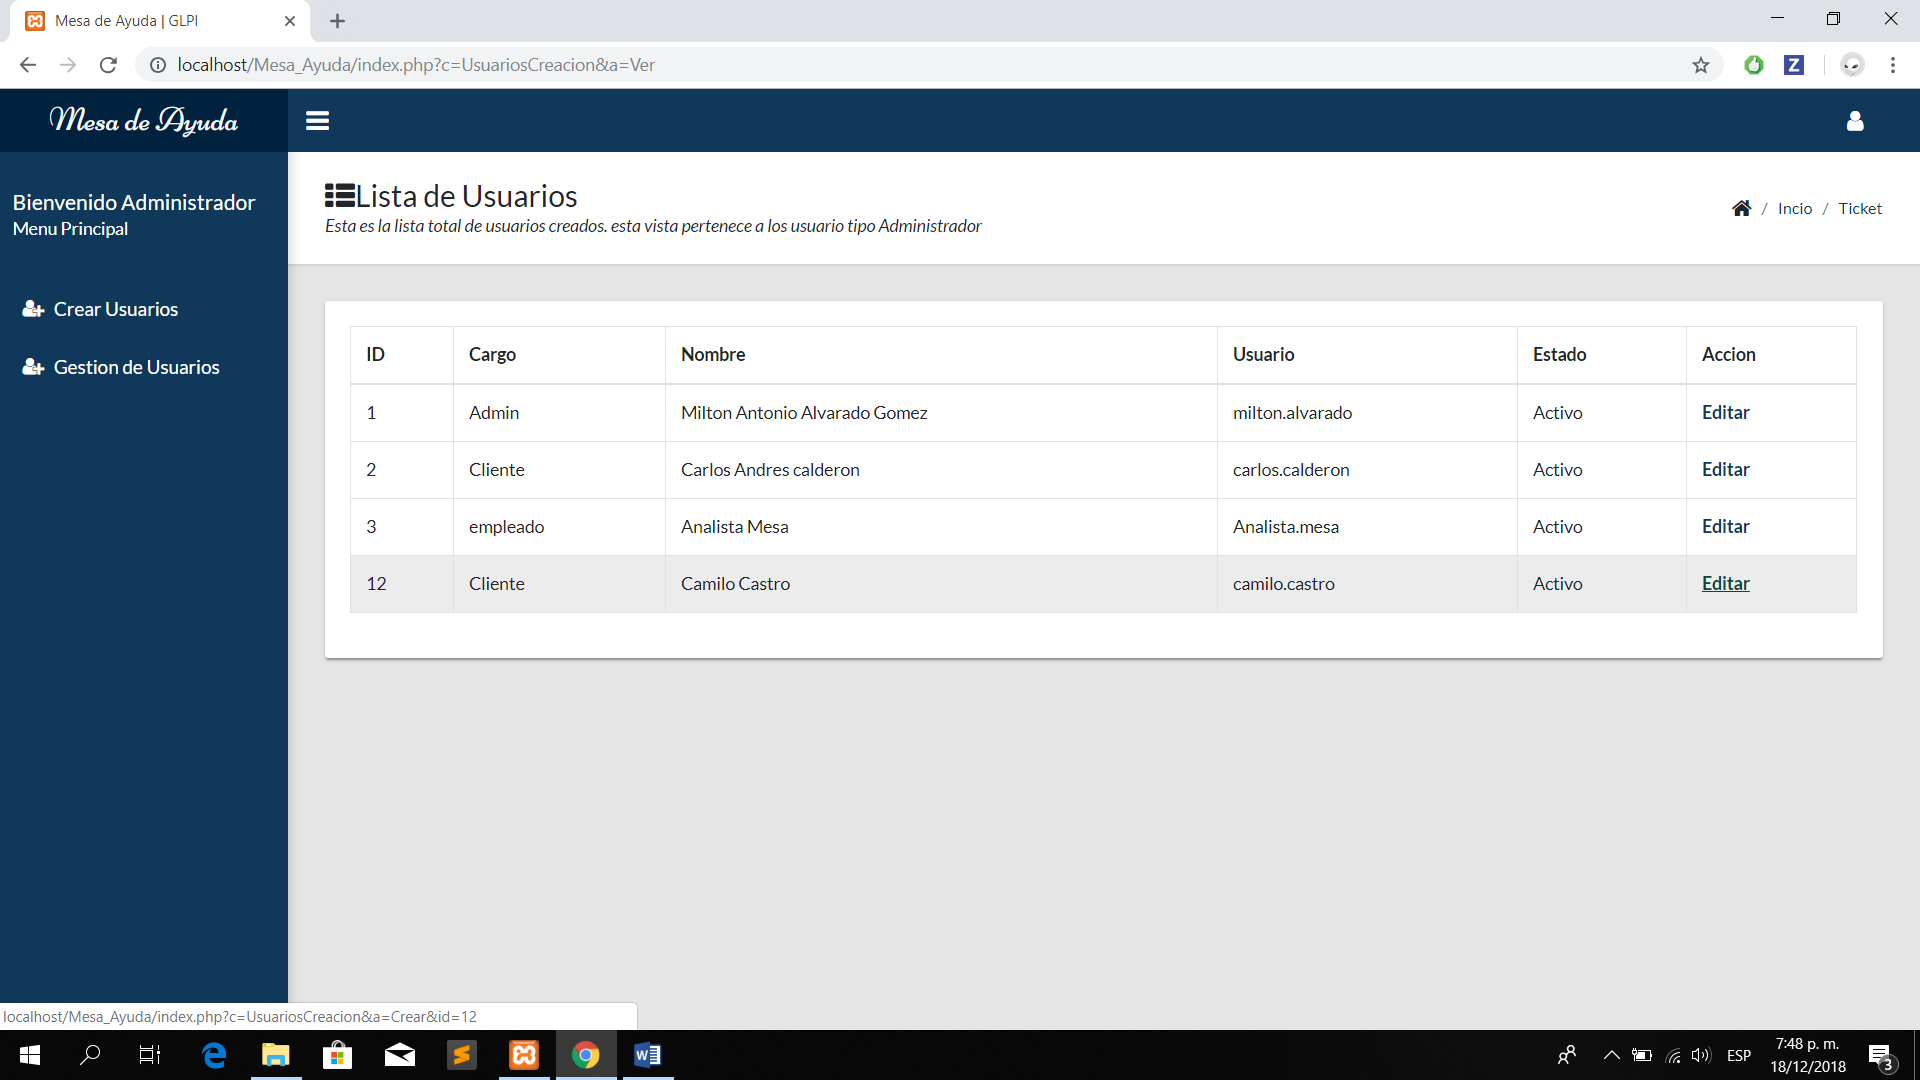 Mesa de Ayuda | GLPI
localhost/Mesa_Ayuda/index.php?c=UsuariosCreacion&a=Ver
Z
Mesa de Ayuda
Bienvenido Administrador
Menu Principal
Crear Usuarios
Gestion de Usuarios
Lista de Usuarios
Esta es la lista total de usuarios creados. esta vista pertenece a los usuario tipo Administrador
/ Incio / Ticket
ID Cargo Nombre Usuario Estado Accion
1 Admin Milton Antonio Alvarado Gomez milton.alvarado Activo Editar
2 Cliente Carlos Andres calderon carlos.calderon Activo Editar
3 empleado Analista Mesa Analista.mesa Activo Editar
12 Cliente Camilo Castro camilo.castro Activo Editar
localhost/Mesa_Ayuda/index.php?c=UsuariosCreacion&a=Crear&id=12
ESP
7:48 p. m.
18/12/2018
3